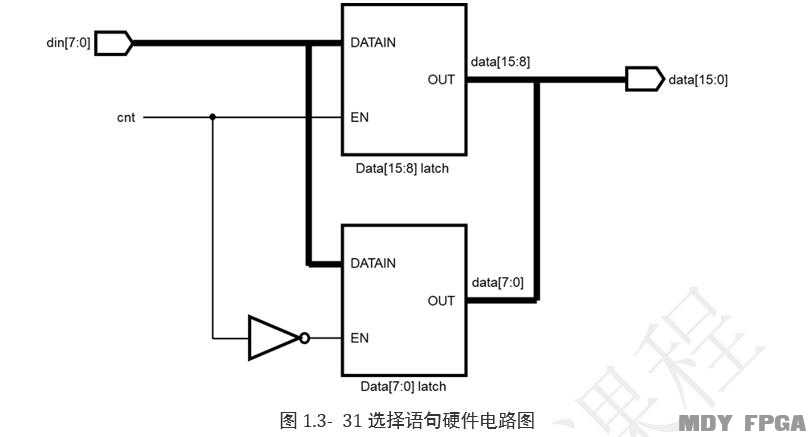 din[7:0]
DATAIN
data[15:8]
OUT
data[15:0]
cnt
EN
Data[15:8] latch
DATAIN
data[7:0]
OUT
EN
Data[7:0] latch
课程
图 1.3- 31 选择语句硬件电路图
MDY FPGA